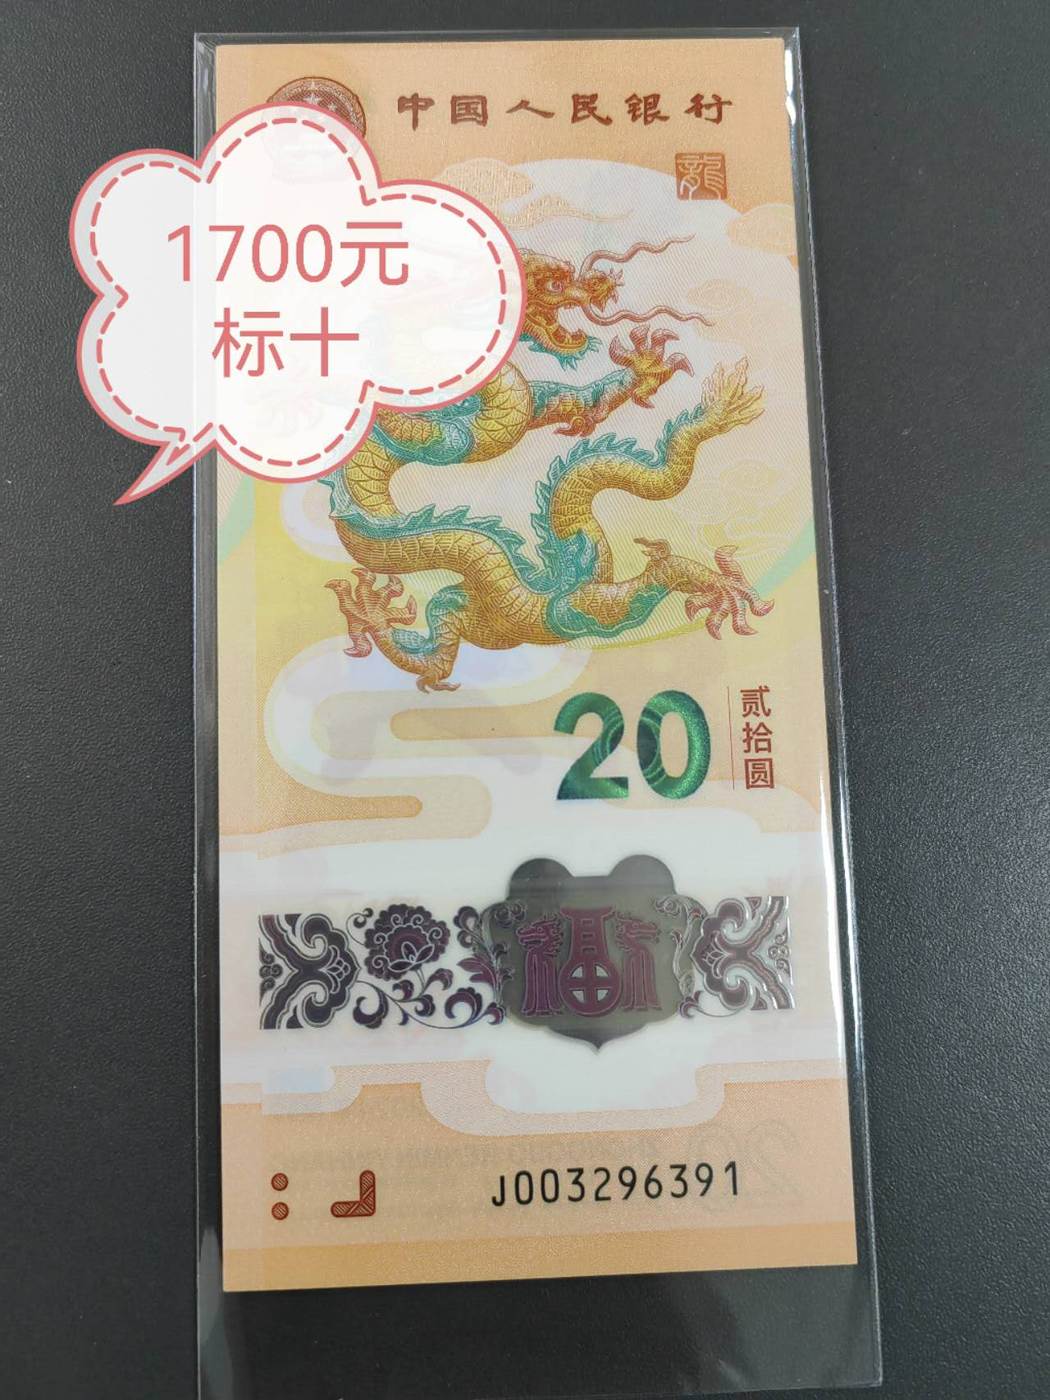 中国人民银行
龍
1700元
标十
20
贰拾圆
福
J003296391